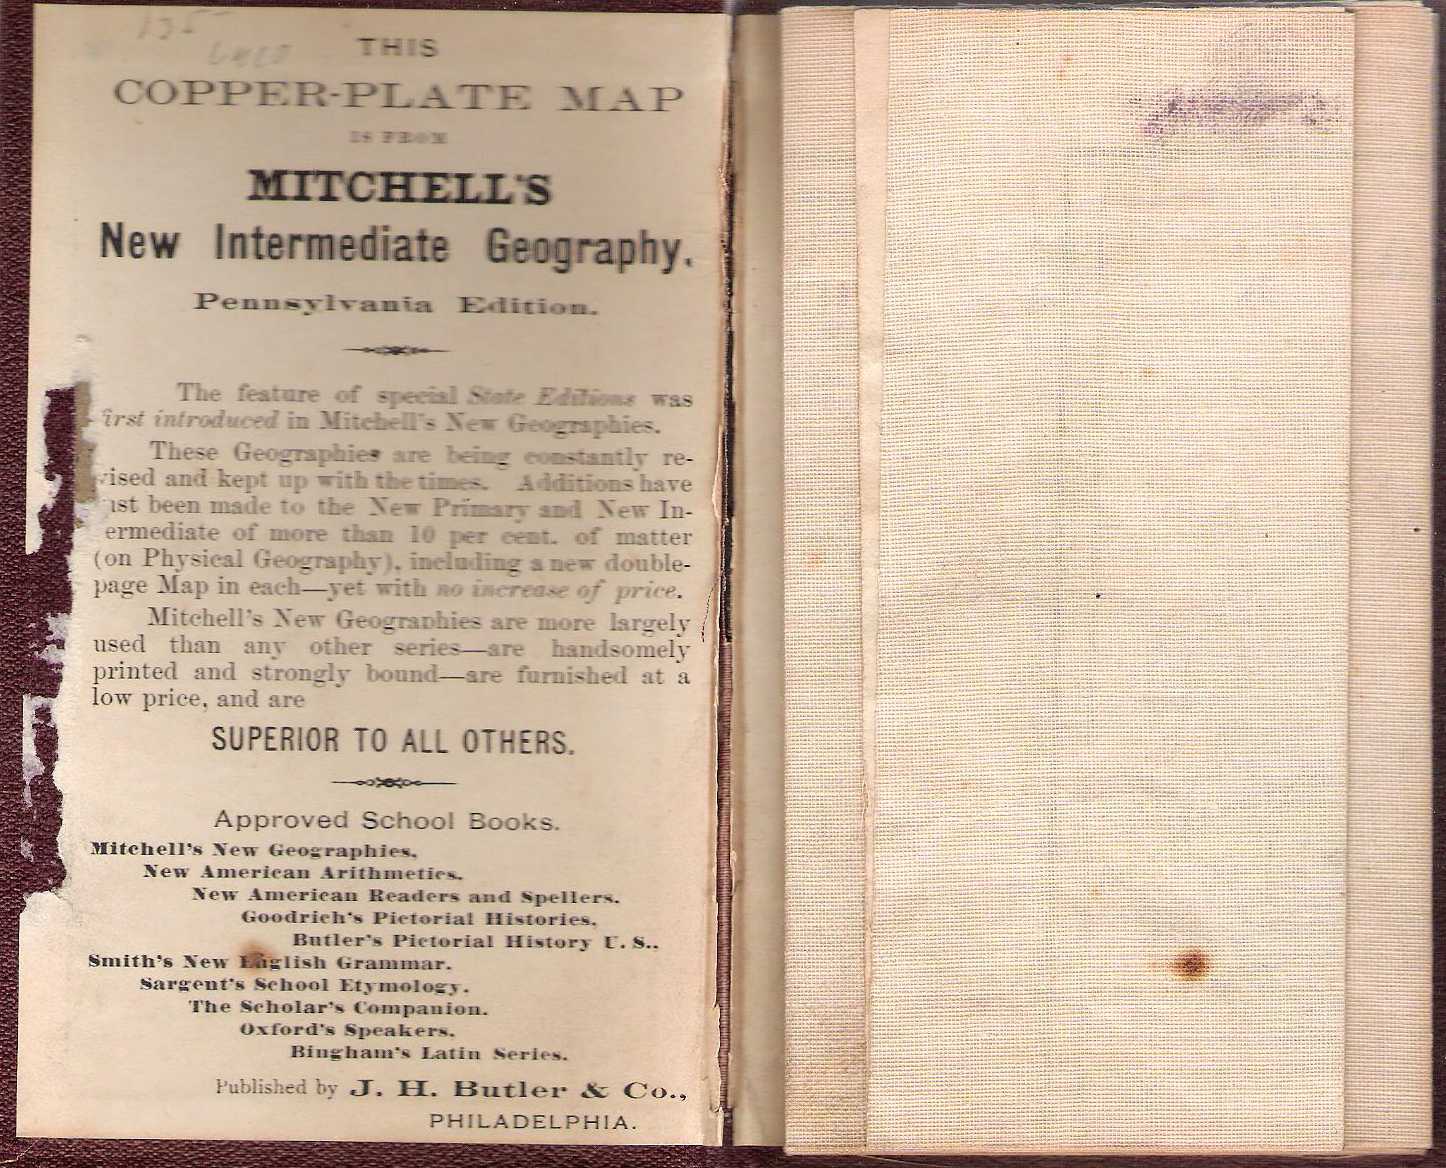 135
THIS
COPPER-PLATE MAP
IS FROM
MITCHELL'S
New Intermediate Geography.
Pennsylvania Edition.
The feature of special State Editions was
first introduced in Mitchell's New Geographies.
These Geographies are being constantly re-
vised and kept up with the times. Additions have
ust been made to the New Primary and New In-
ermediate of more than 10 per cent. of matter
(on Physical Geography), including a new double-
page Map in each—yet with no increase of price.
Mitchell's New Geographies are more largely
used than any other series—are handsomely
printed and strongly bound—are furnished at a
low price, and are
SUPERIOR TO ALL OTHERS.
Approved School Books.
Mitchell's New Geographies.
New American Arithmetics.
New American Readers and Spellers.
Goodrich's Pictorial Histories.
Butler's Pictorial History U. S..
Smith's New English Grammar.
Sargent's School Etymology.
The Scholar's Companion.
Oxford's Speakers.
Bingham's Latin Series.
Published by J. H. Butler & Co.,
PHILADELPHIA.